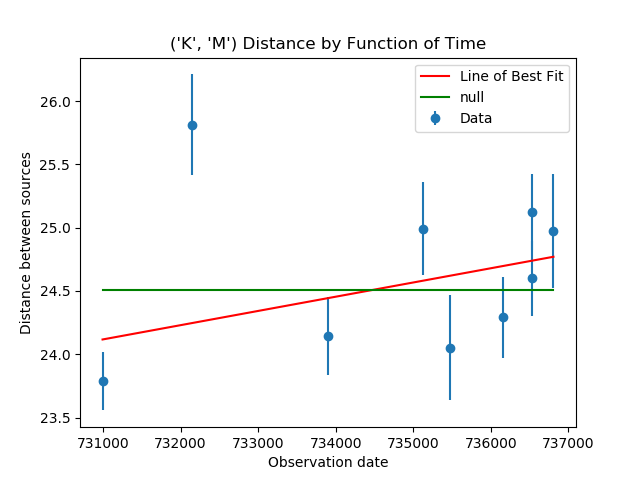 ('K', 'M') Distance by Function of Time
Line of Best Fit
null
Data
Distance between sources
26.0
25.5
25.0
24.5
24.0
23.5
731000 732000 733000 734000 735000 736000 737000
Observation date